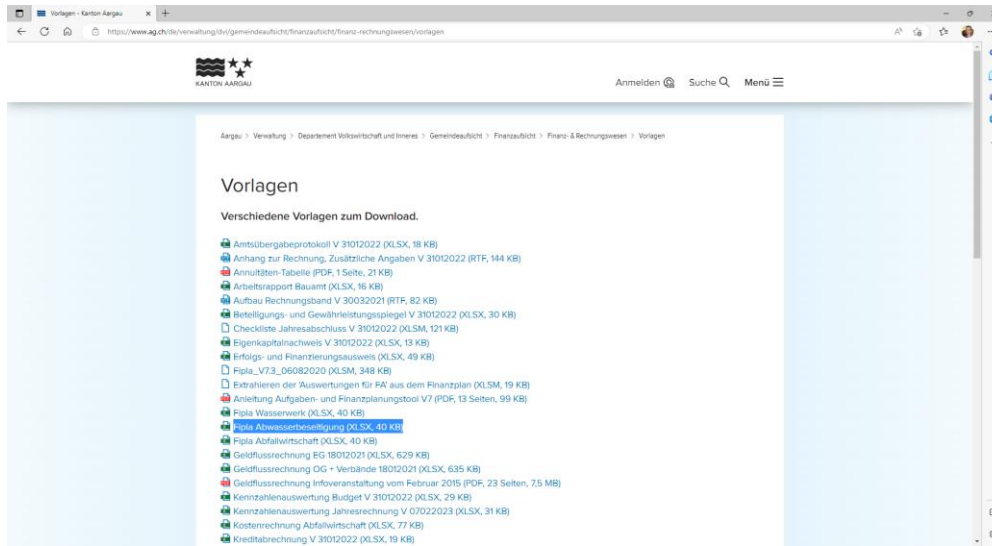 Vorlagen - Kanton Aargau
https://www.ag.ch/de/verwaltung/dvi/gemeindeaufsicht/finanzaufsicht/finanz-rechnungswesen/vorlagen
KANTON AARGAU
Anmelden Suche Menü
Aargau > Verwaltung > Departement Volkswirtschaft und Inneres > Gemeindeaufsicht > Finanzaufsicht > Finanz- & Rechnungswesen > Vorlagen
Vorlagen
Verschiedene Vorlagen zum Download.
Amtsübergabeprotokoll V 31012022 (XLSX, 18 KB)
Anhang zur Rechnung, Zusätzliche Angaben V 31012022 (RTF, 144 KB)
Annuitäten-Tabelle (PDF, 1 Seite, 21 KB)
Arbeitsrapport Bauamt (XLSX, 16 KB)
Aufbau Rechnungsband V 30032021 (RTF, 82 KB)
Beteiligungs- und Gewährleistungsspiegel V 31012022 (XLSX, 30 KB)
Checkliste Jahresabschluss V 31012022 (XLSM, 121 KB)
Eigenkapitalnachweis V 31012022 (XLSX, 13 KB)
Erfolgs- und Finanzierungsausweis (XLSX, 49 KB)
Fipla_V7.3_06082020 (XLSM, 348 KB)
Extrahieren der 'Auswertungen für FA' aus dem Finanzplan (XLSM, 19 KB)
Anleitung Aufgaben- und Finanzplanungstool V7 (PDF, 13 Seiten, 99 KB)
Fipla Wasserwerk (XLSX, 40 KB)
Fipla Abwasserbeseitigung (XLSX, 40 KB)
Fipla Abfallwirtschaft (XLSX, 40 KB)
Geldflussrechnung EG 18012021 (XLSX, 629 KB)
Geldflussrechnung OG + Verbände 18012021 (XLSX, 635 KB)
Geldflussrechnung Infoveranstaltung vom Februar 2015 (PDF, 23 Seiten, 7,5 MB)
Kennzahlenauswertung Budget V 31012022 (XLSX, 29 KB)
Kennzahlenauswertung Jahresrechnung V 07022023 (XLSX, 31 KB)
Kostenrechnung Abfallwirtschaft (XLSX, 77 KB)
Kreditabrechnung V 31012022 (XLSX, 19 KB)